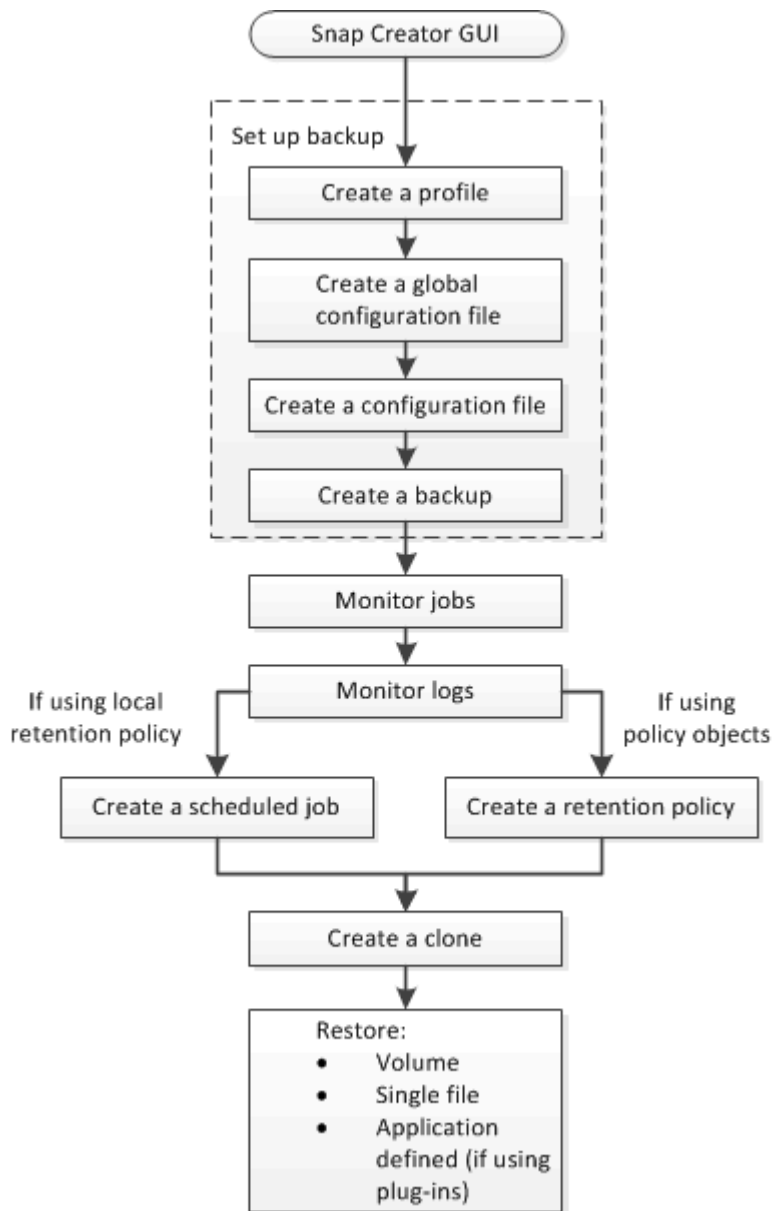 Snap Creator GUI
Set up backup
Create a profile
Create a global
configuration file
Create a configuration file
Create a backup
Monitor jobs
Monitor logs
If using local
retention policy
If using
policy objects
Create a scheduled job
Create a retention policy
Create a clone
Restore:
• Volume
• Single file
• Application
defined (if using
plug-ins)